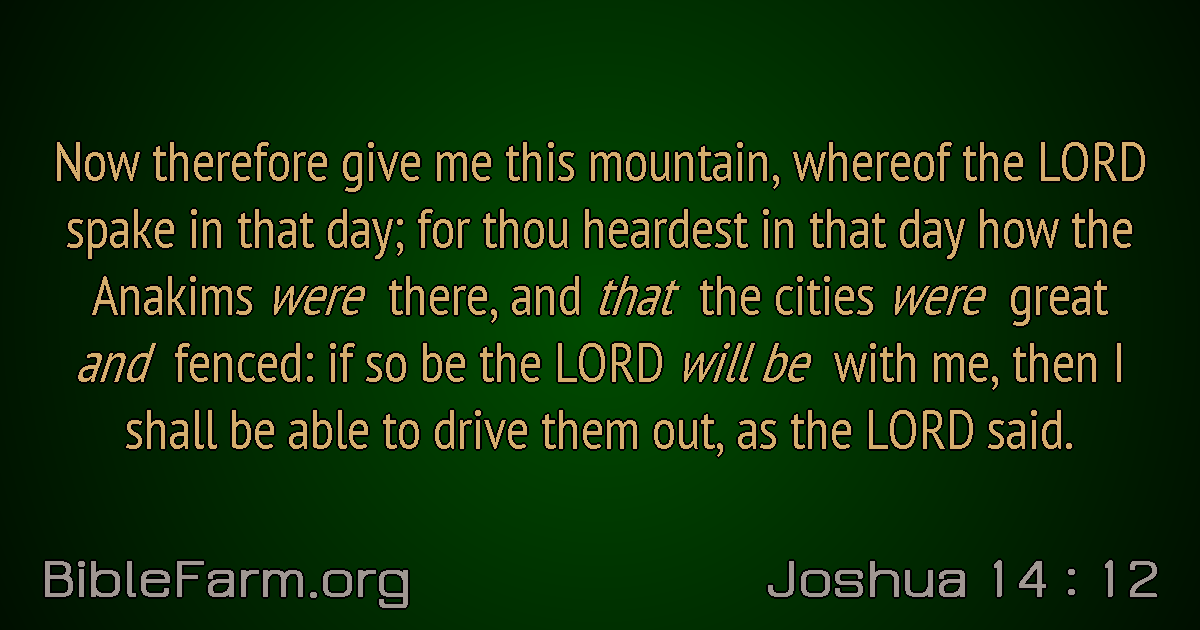 Now therefore give me this mountain, whereof the LORD
spake in that day; for thou heardest in that day how the
Anakims were there, and that the cities were great
and fenced: if so be the LORD will be with me, then I
shall be able to drive them out, as the LORD said.
BibleFarm.org
Joshua 14 : 12